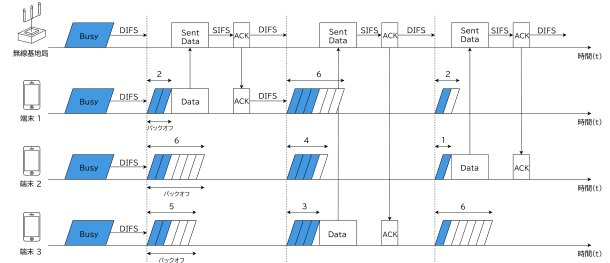 Busy DIFS Sent Data SIFS ACK DIFS Sent Data SIFS ACK DIFS Sent Data SIFS ACK DIFS
無線基地局
時間(t)
2 6 2
Busy DIFS Data ACK DIFS
端末 1
バックオフ
時間(t)
6 4 1
Busy DIFS Data ACK
端末 2
バックオフ
時間(t)
5 3 6
Busy DIFS Data ACK
端末 3
バックオフ
時間(t)